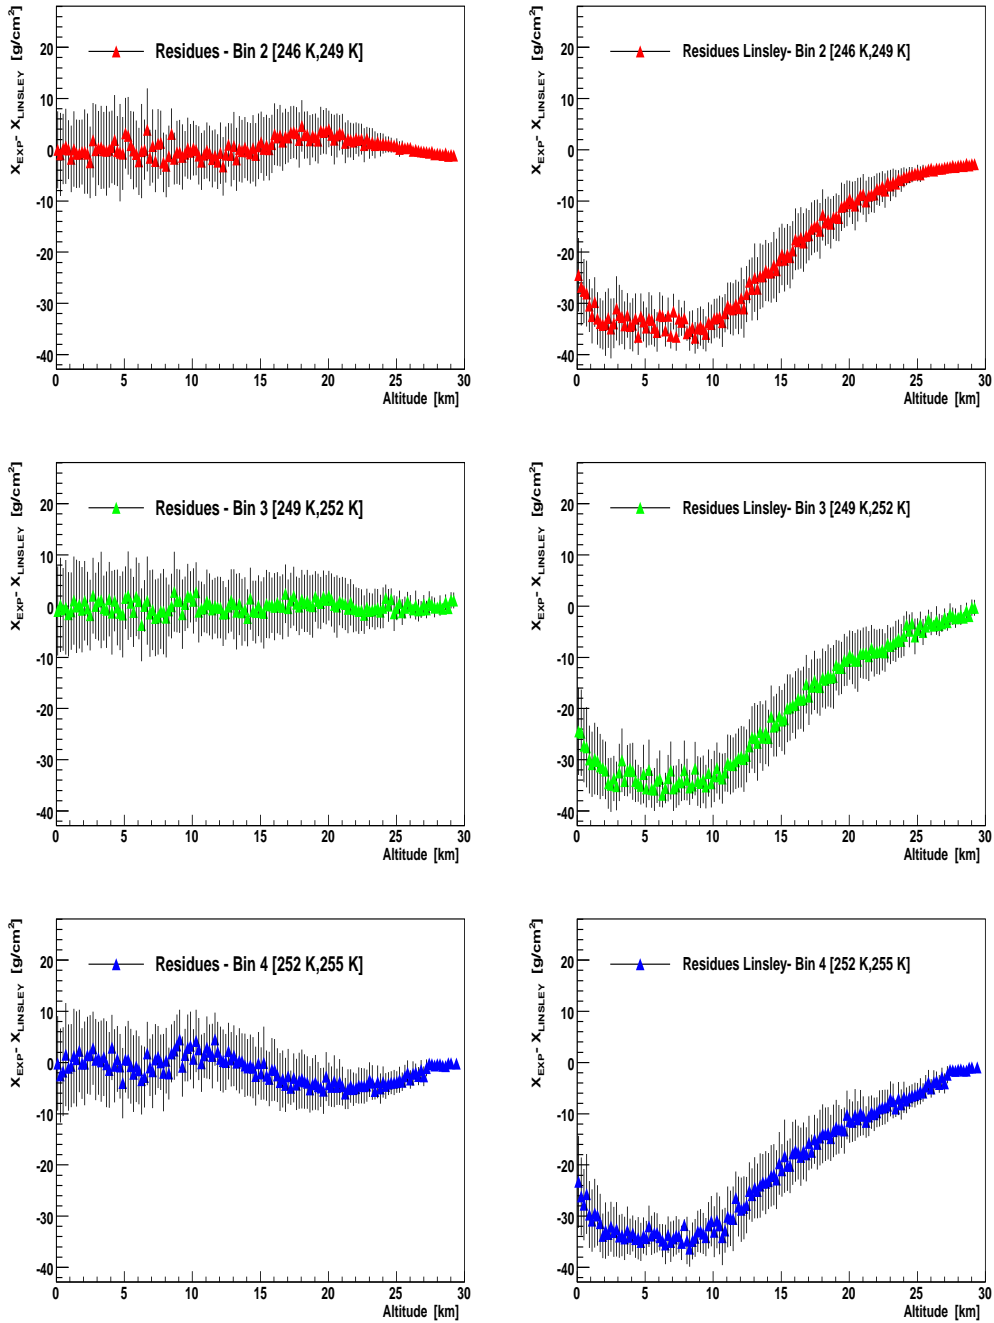 X_EXP - X_LINSLEY [g/cm²]
20
10
0
-10
-20
-30
-40
Residues - Bin 2 [246 K,249 K]
0 5 10 15 20 25 30
Altitude [km]
X_EXP - X_LINSLEY [g/cm²]
20
10
0
-10
-20
-30
-40
Residues Linsley- Bin 2 [246 K,249 K]
0 5 10 15 20 25 30
Altitude [km]
X_EXP - X_LINSLEY [g/cm²]
20
10
0
-10
-20
-30
-40
Residues - Bin 3 [249 K,252 K]
0 5 10 15 20 25 30
Altitude [km]
X_EXP - X_LINSLEY [g/cm²]
20
10
0
-10
-20
-30
-40
Residues Linsley- Bin 3 [249 K,252 K]
0 5 10 15 20 25 30
Altitude [km]
X_EXP - X_LINSLEY [g/cm²]
20
10
0
-10
-20
-30
-40
Residues - Bin 4 [252 K,255 K]
0 5 10 15 20 25 30
Altitude [km]
X_EXP - X_LINSLEY [g/cm²]
20
10
0
-10
-20
-30
-40
Residues Linsley- Bin 4 [252 K,255 K]
0 5 10 15 20 25 30
Altitude [km]